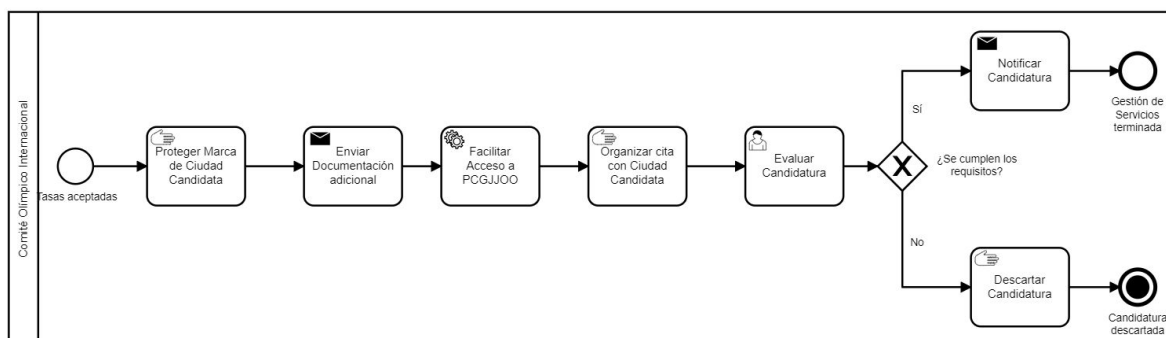 Comité Olímpico Internacional
Tasas aceptadas
Proteger Marca
de Ciudad
Candidata
Enviar
Documentación
adicional
Facilitar
Acceso a
PCGJJOO
Organizar cita
con Ciudad
Candidata
Evaluar
Candidatura
¿Se cumplen los
requisitos?
Sí
Notificar
Candidatura
Gestión de
Servicios
terminada
No
Descartar
Candidatura
Candidatura
descartada